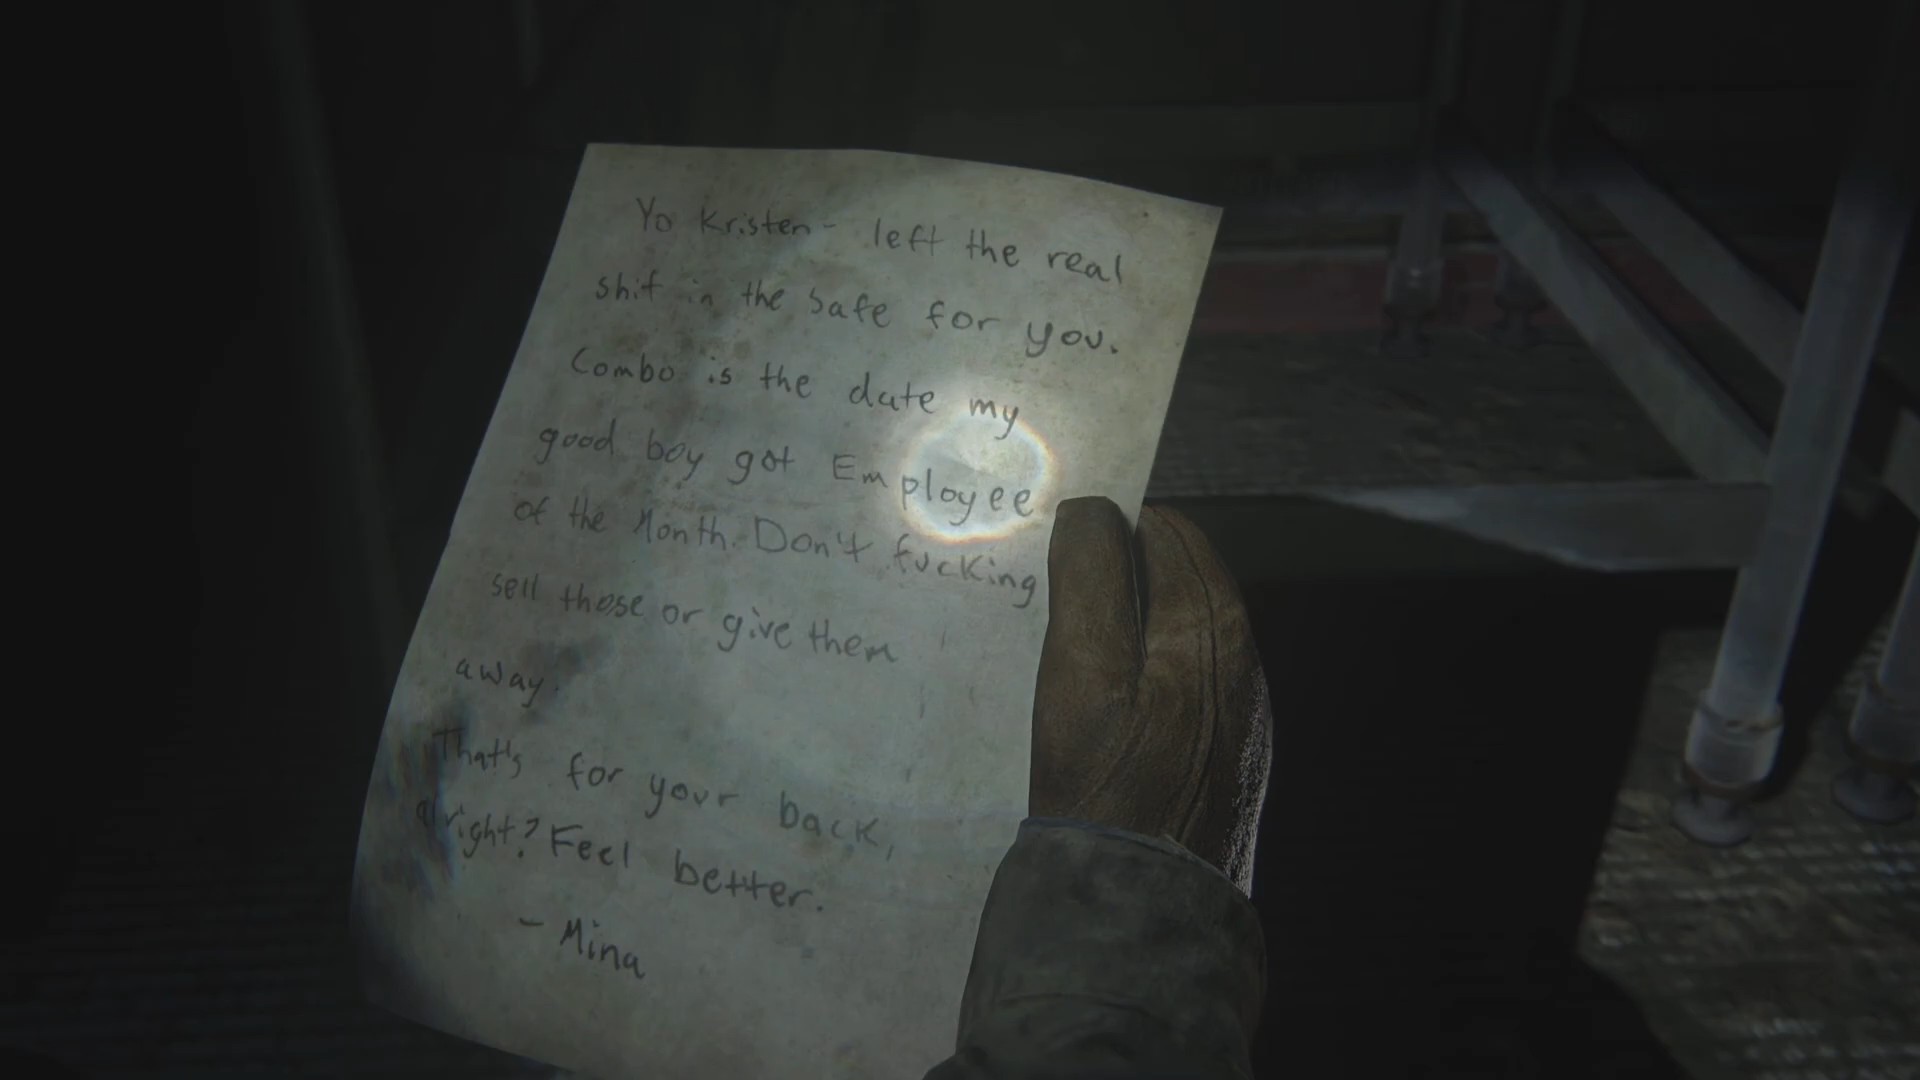 Yo Kristen- left the real
shit in the safe for you.
Combo is the date my
good boy got Employee
of the Month. Don't fucking
sell those or give them
away.
That's for your back,
alright? Feel better.
- Mina